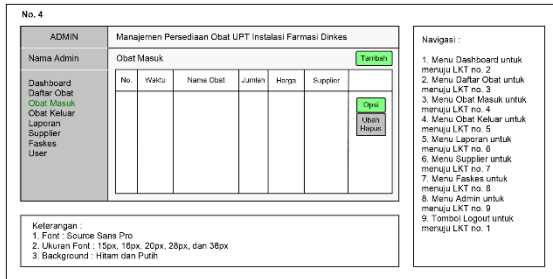 No. 4
ADMIN
Manajemen Persediaan Obat UPT Instalasi Farmasi Dinkes
Nama Admin
Obat Masuk
Tambah
Dashboard
Daftar Obat
Obat Masuk
Obat Keluar
Laporan
Supplier
Faskes
User
No. Waktu Nama Obat Jumlah Harga Supplier
Opsi
Ubah
Hapus
Keterangan :
1. Font : Source Sans Pro
2. Ukuran Font : 15px, 16px, 20px, 28px, dan 38px
3. Background : Hitam dan Putih
Navigasi :
1. Menu Dashboard untuk
menuju LKT no. 2
2. Menu Daftar Obat untuk
menuju LKT no. 3
3. Menu Obat Masuk untuk
menuju LKT no. 4
4. Menu Obat Keluar untuk
menuju LKT no. 5
5. Menu Laporan untuk
menuju LKT no. 6
6. Menu Supplier untuk
menuju LKT no. 7
7. Menu Faskes untuk
menuju LKT no. 8
8. Menu Admin untuk
menuju LKT no. 9
9. Tombol Logout untuk
menuju LKT no. 1